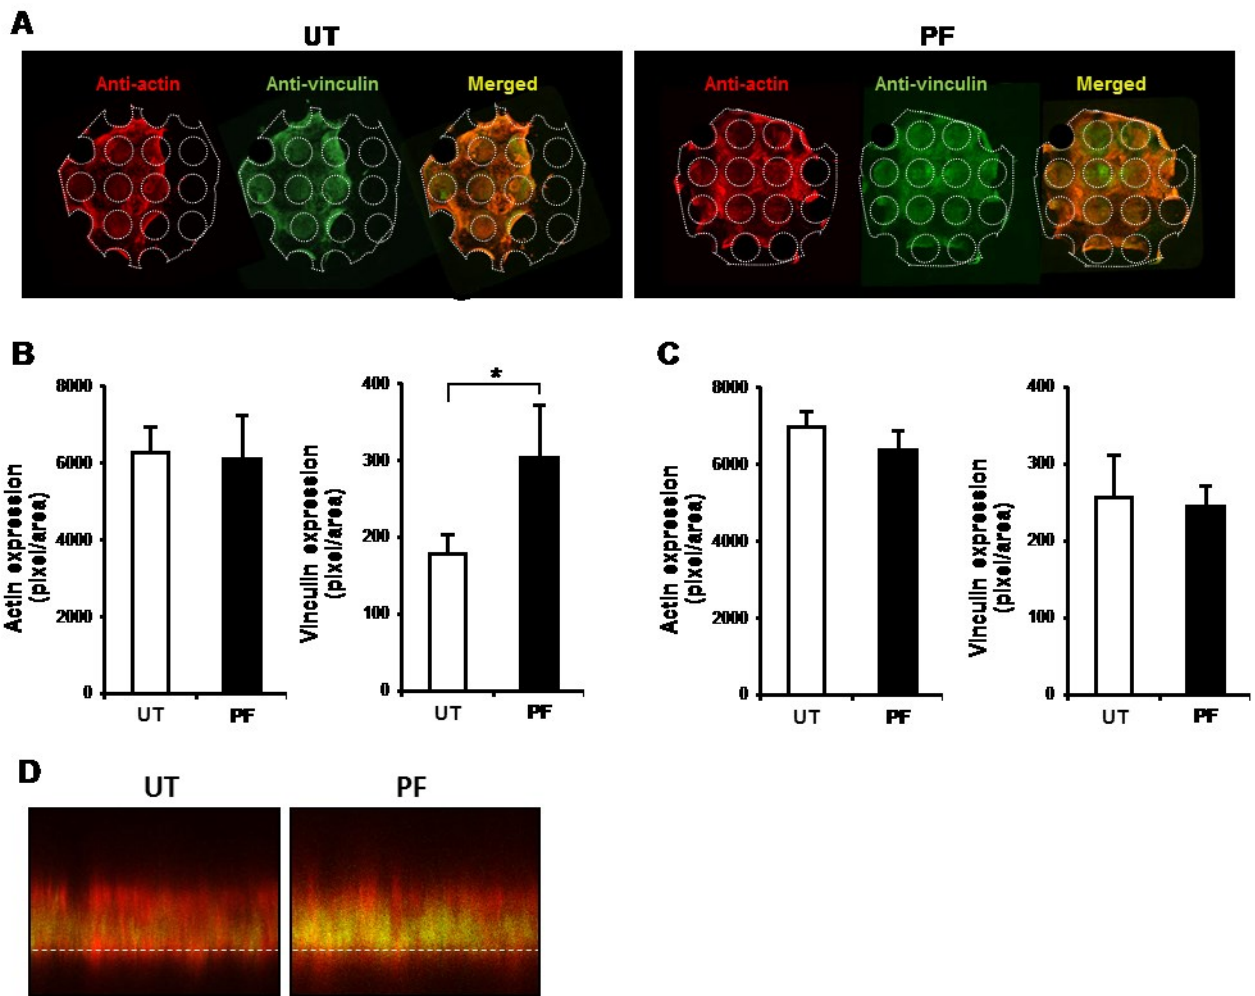 A
UT
PF
Anti-actin
Anti-vinculin
Merged
Anti-actin
Anti-vinculin
Merged
B
8000
6000
4000
2000
0
Actin expression
(pixel/area)
UT
PF
400
300
200
100
0
Vinculin expression
(pixel/area)
*
UT
PF
C
8000
6000
4000
2000
0
Actin expression
(pixel/area)
UT
PF
400
300
200
100
0
Vinculin expression
(pixel/area)
UT
PF
D
UT
PF